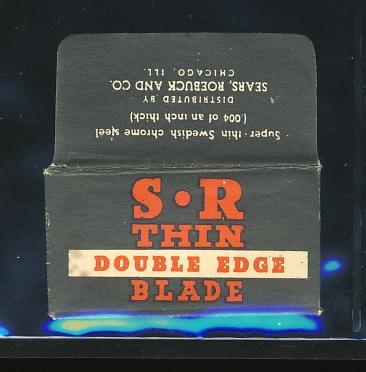 Super-thin Swedish chrome steel
(.004 of an inch thick)
DISTRIBUTED BY
SEARS, ROEBUCK AND CO.
CHICAGO, ILL.
S•R
THIN
DOUBLE EDGE
BLADE